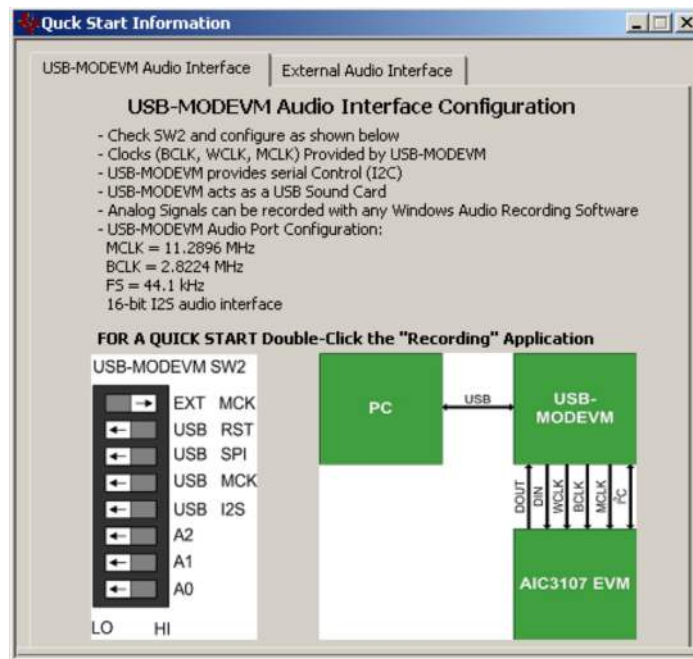 Quck Start Information
USB-MODEVM Audio Interface
External Audio Interface
USB-MODEVM Audio Interface Configuration
- Check SW2 and configure as shown below
- Clocks (BCLK, WCLK, MCLK) Provided by USB-MODEVM
- USB-MODEVM provides serial Control (I2C)
- USB-MODEVM acts as a USB Sound Card
- Analog Signals can be recorded with any Windows Audio Recording Software
- USB-MODEVM Audio Port Configuration:
MCLK = 11.2896 MHz
BCLK = 2.8224 MHz
FS = 44.1 kHz
16-bit I2S audio interface
FOR A QUICK START Double-Click the "Recording" Application
USB-MODEVM SW2
EXT MCK
USB RST
USB SPI
USB MCK
USB I2S
A2
A1
A0
LO HI
PC
USB
USB-
MODEVM
DOUT
DIN
WCLK
BCLK
MCLK
I²C
AIC3107 EVM